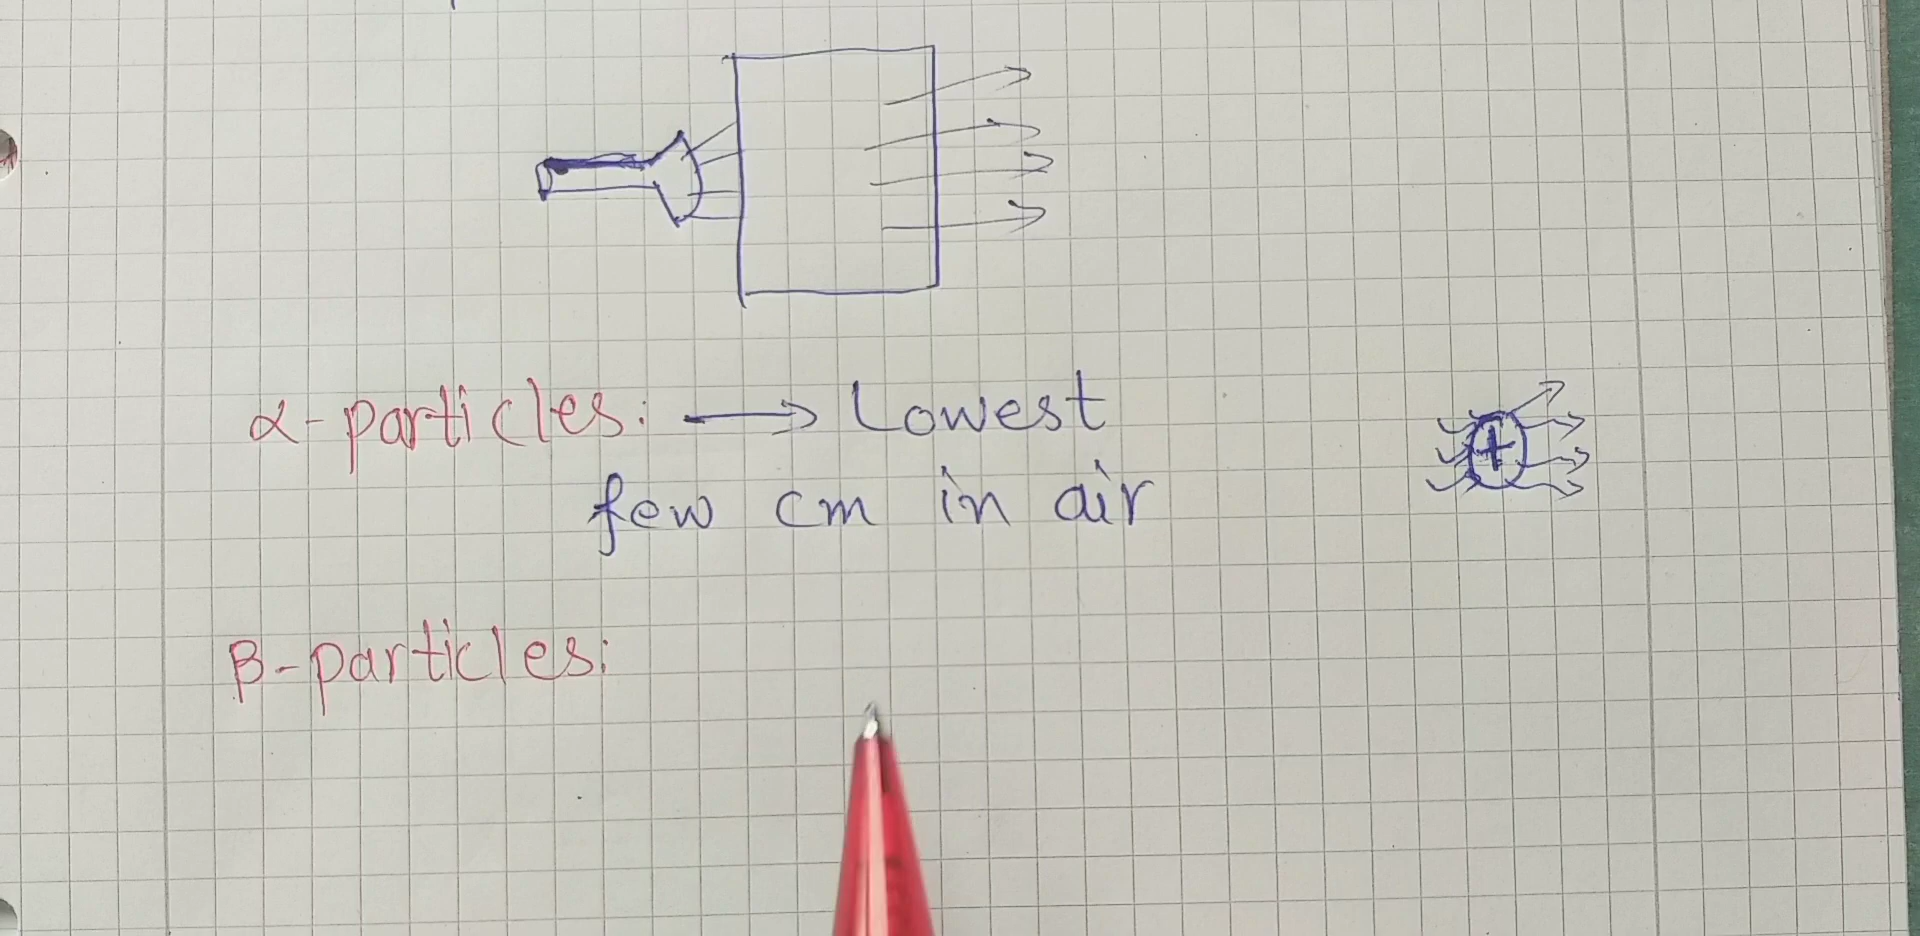 α-particles: → Lowest
few cm in air
+
β-particles: